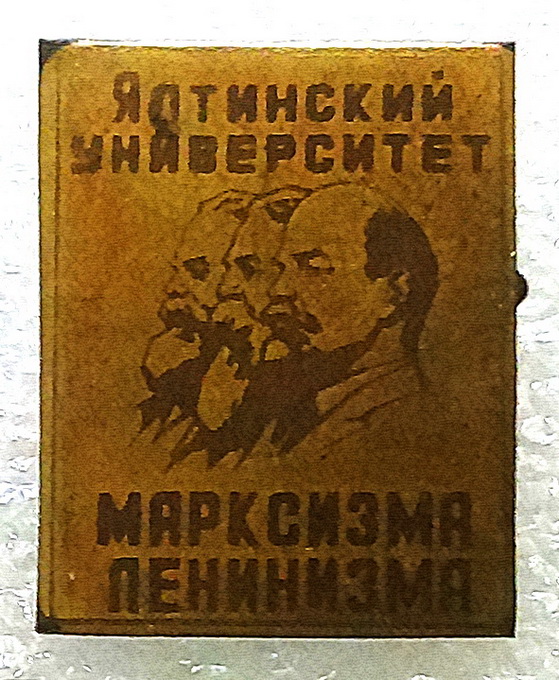 Ялтинский
университет
марксизма
ленинизма